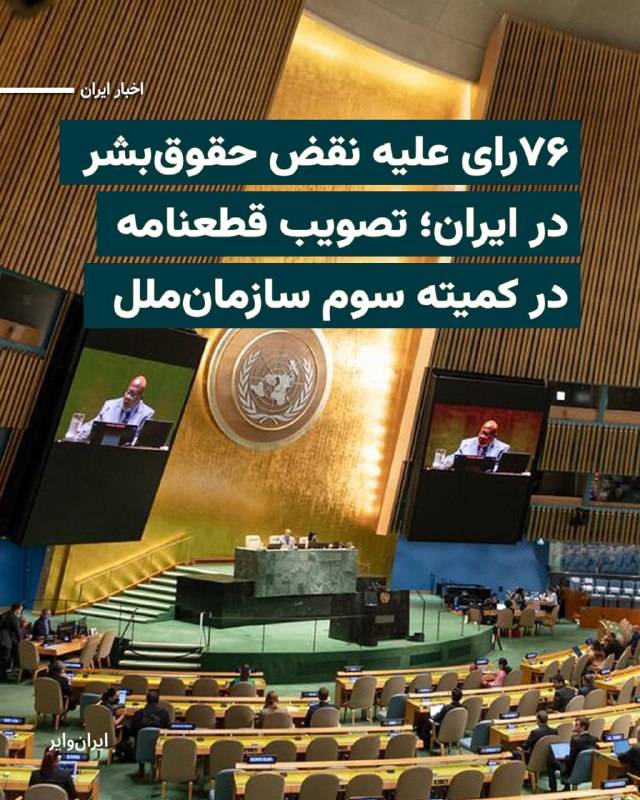 اخبار ایران
۷۶رای علیه نقض حقوق‌بشر
در ایران؛ تصویب قطعنامه
در کمیته سوم سازمان‌ملل
ایران‌وایر